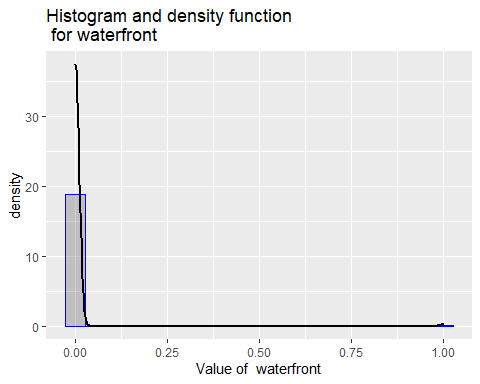 Histogram and density function
for waterfront
density
30
20
10
0
0.00 0.25 0.50 0.75 1.00
Value of  waterfront